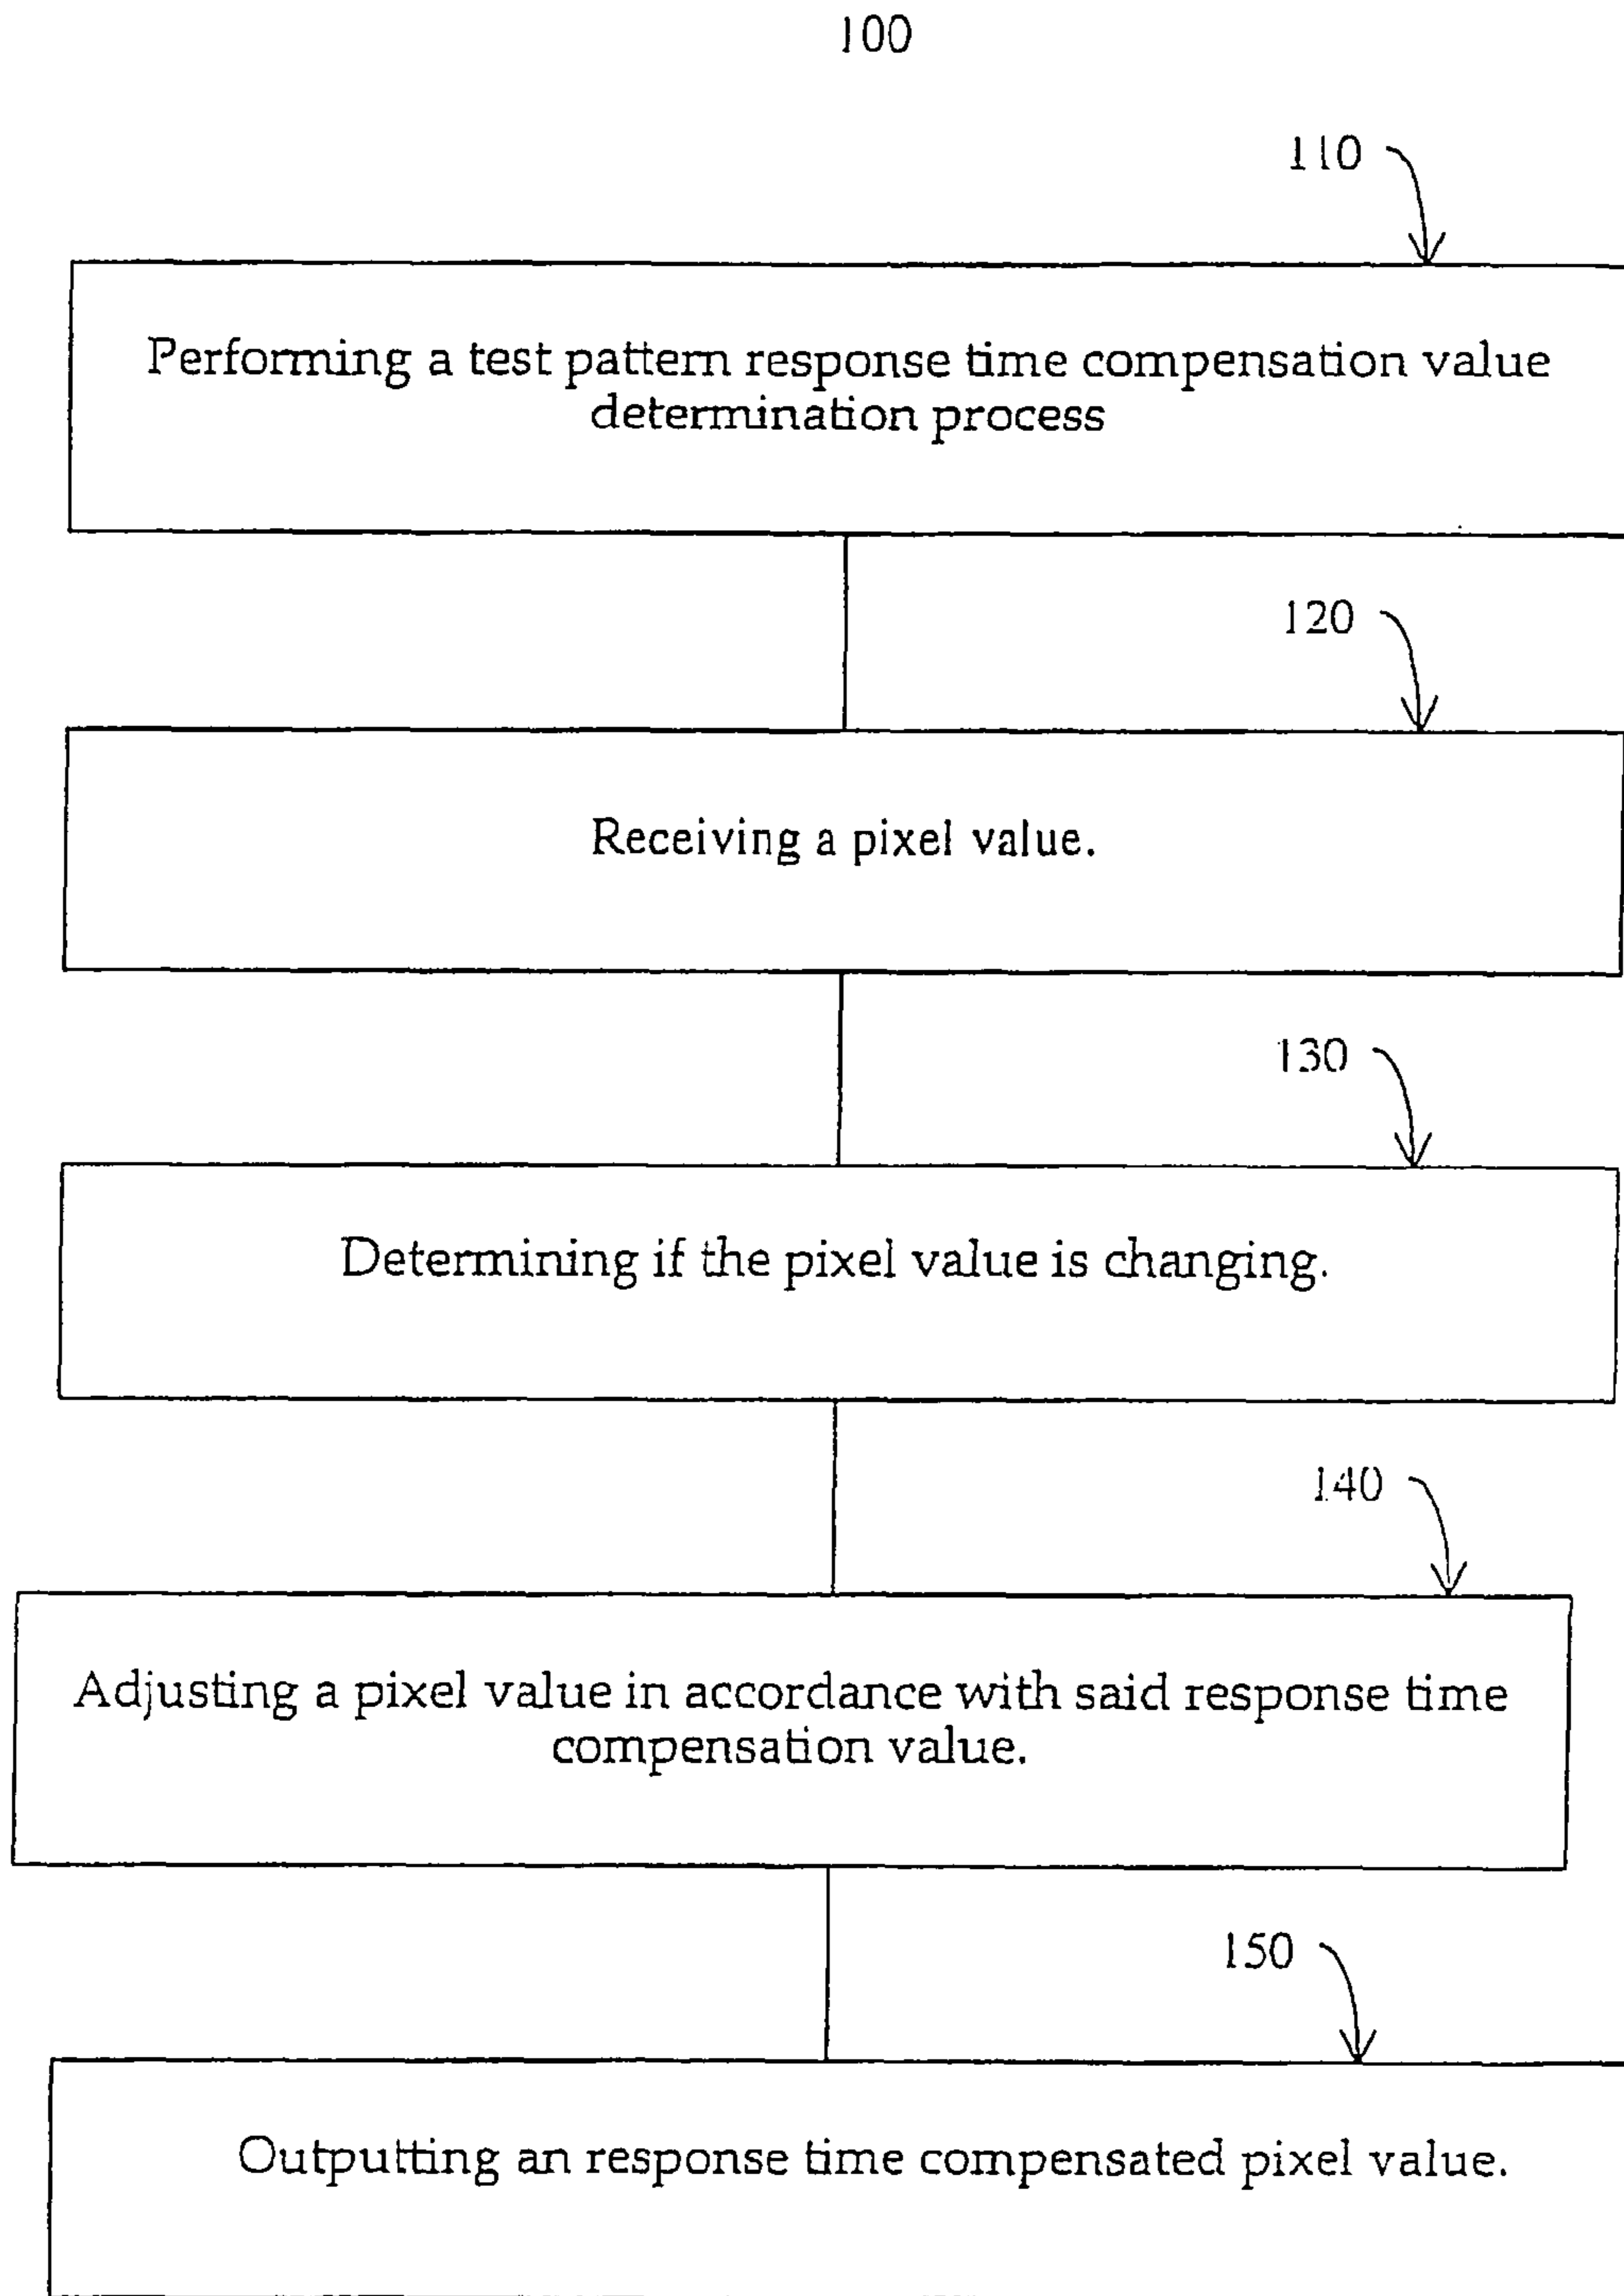 100
110
Performing a test pattern response time compensation value
determination process
120
Receiving a pixel value.
130
Determining if the pixel value is changing.
140
Adjusting a pixel value in accordance with said response time
compensation value.
150
Outputting an response time compensated pixel value.